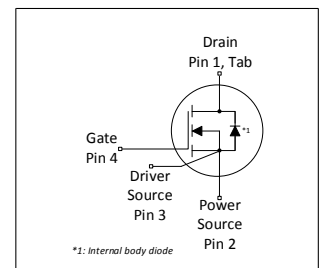 Drain
Pin 1, Tab
*1
Gate
Pin 4
Driver
Source
Pin 3
Power
Source
Pin 2
*1: Internal body diode